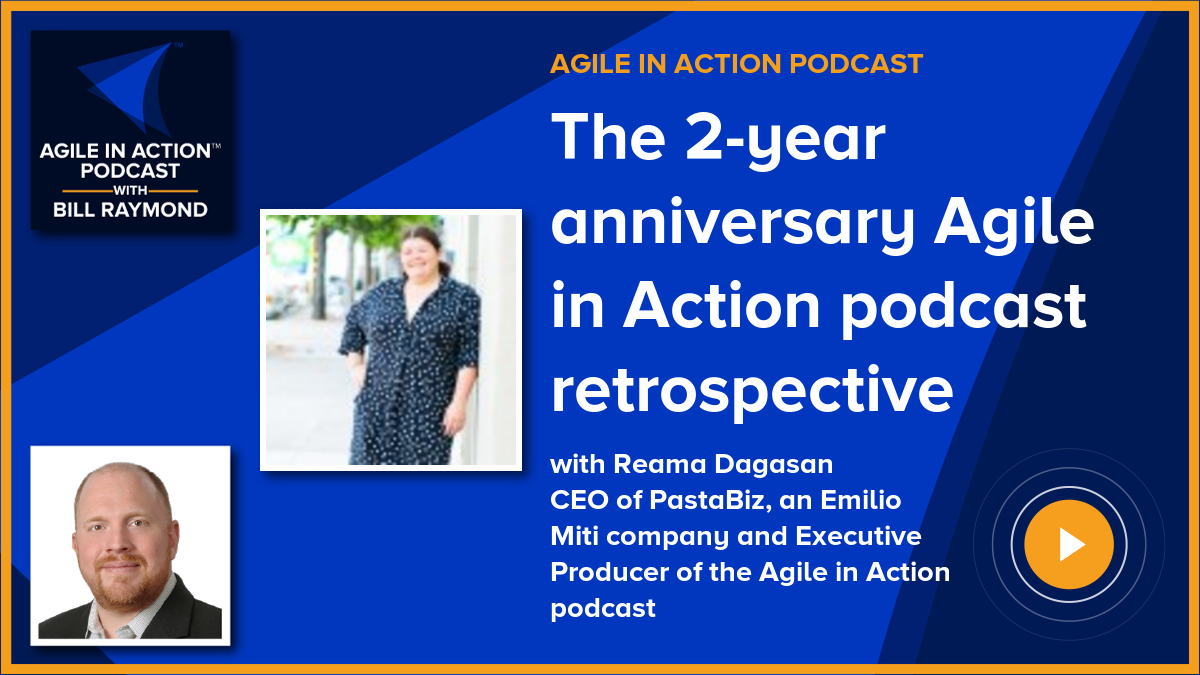 AGILE IN ACTION™
PODCAST
WITH
BILL RAYMOND
AGILE IN ACTION PODCAST
The 2-year
anniversary Agile
in Action podcast
retrospective
with Reama Dagasan
CEO of PastaBiz, an Emilio
Miti company and Executive
Producer of the Agile in Action
podcast